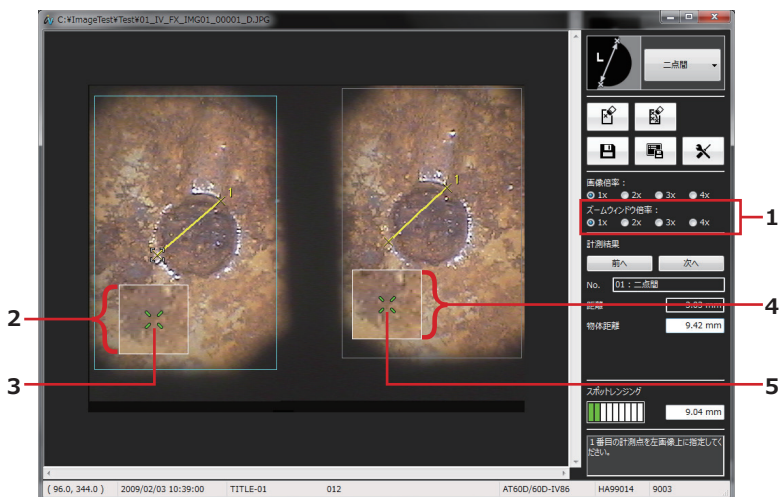 C:¥ImageTest¥Test¥01_IV_FX_IMG01_00001_D.JPG
L
二点間
画像倍率：
1x 2x 3x 4x
ズームウィンドウ倍率：
1x 2x 3x 4x
1
計測結果
前へ 次へ
No. 01：二点間
距離 3.03 mm
物体距離 9.42 mm
1
1
2
3
4
5
スポットレンジング
9.04 mm
1番目の計測点を左画像上に指定してく
ださい。
( 96.0, 344.0 ) 2009/02/03 10:39:00 TITLE-01 012 AT60D/60D-IV86 HA99014 9003